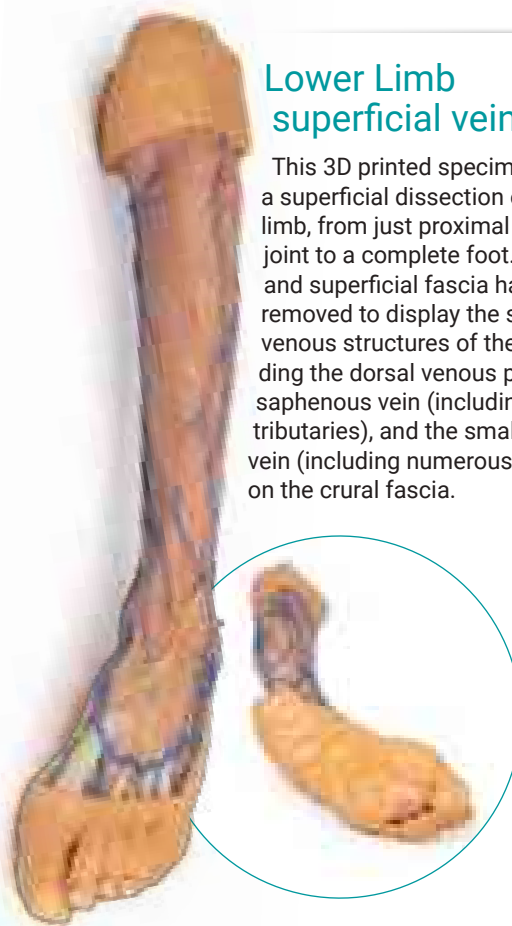 Lower Limb
superficial vein
This 3D printed specim
a superficial dissection
limb, from just proximal
joint to a complete foot.
and superficial fascia ha
removed to display the s
venous structures of the
ding the dorsal venous p
saphenous vein (includin
tributaries), and the smal
vein (including numerous
on the crural fascia.